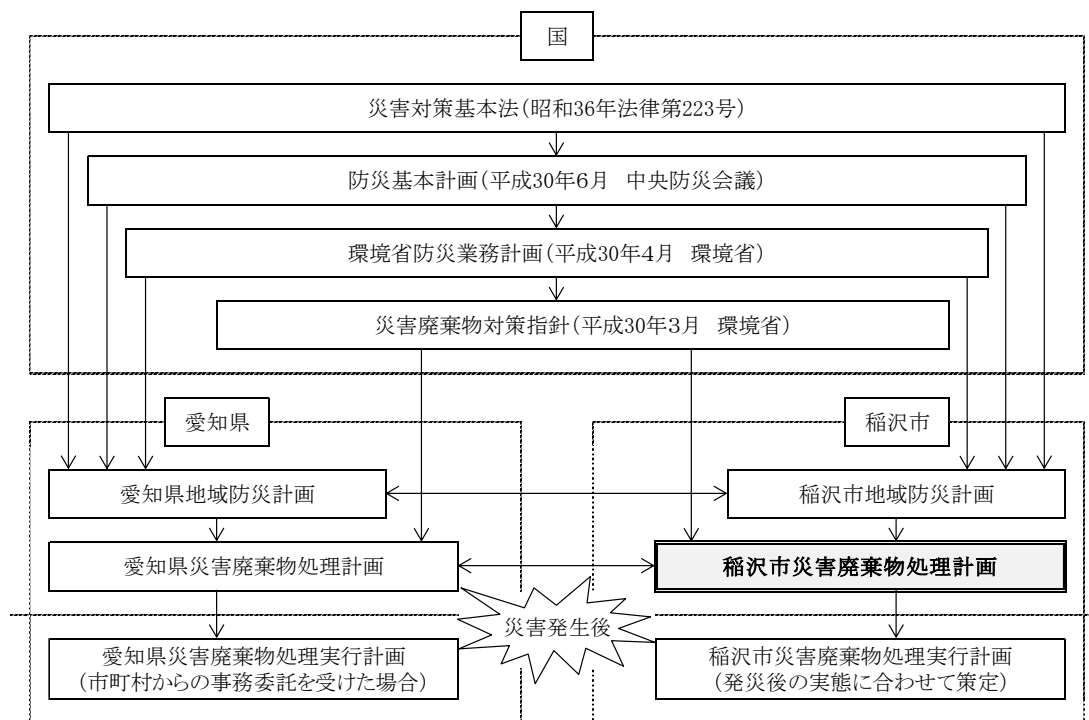 国
災害対策基本法（昭和36年法律第223号）
防災基本計画（平成30年６月　中央防災会議）
環境省防災業務計画（平成30年４月　環境省）
災害廃棄物対策指針（平成30年３月　環境省）
愛知県
稲沢市
愛知県地域防災計画
稲沢市地域防災計画
愛知県災害廃棄物処理計画
稲沢市災害廃棄物処理計画
災害発生後
愛知県災害廃棄物処理実行計画
（市町村からの事務委託を受けた場合）
稲沢市災害廃棄物処理実行計画
（発災後の実態に合わせて策定）